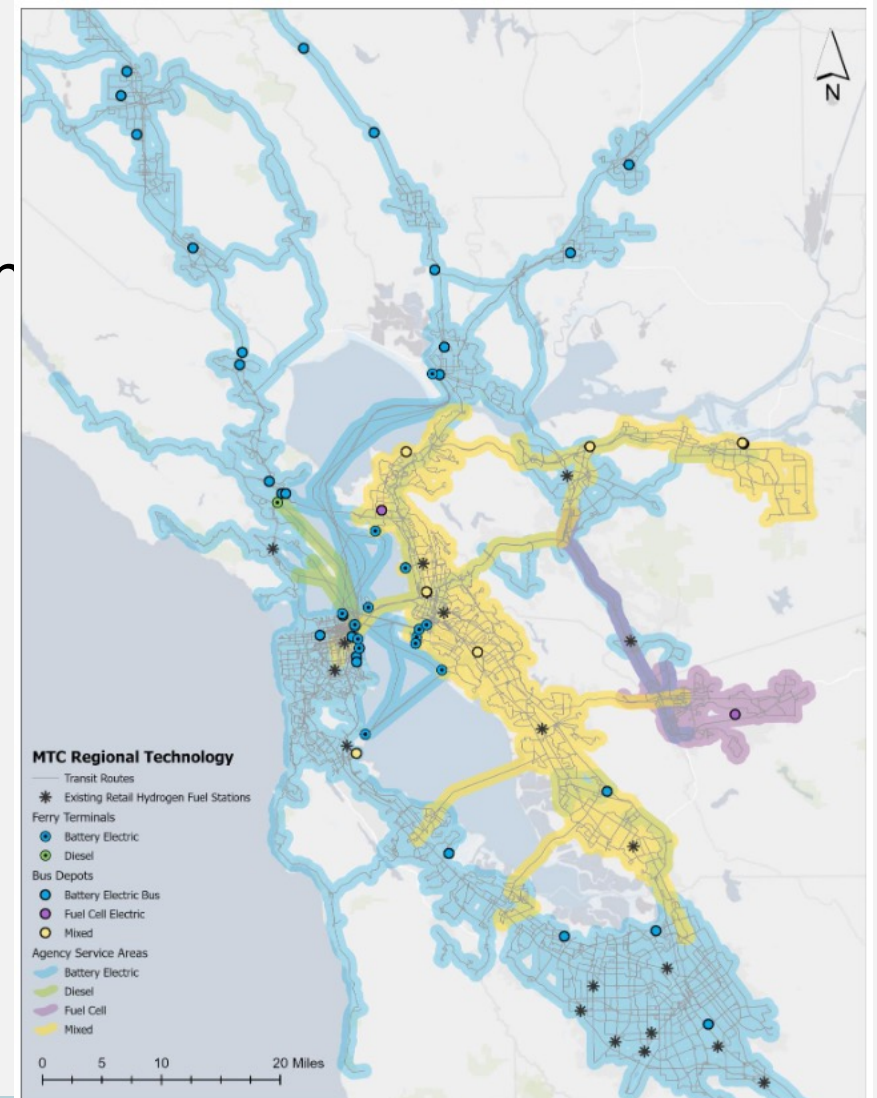 N
MTC Regional Technology
Transit Routes
Existing Retail Hydrogen Fuel Stations
Ferry Terminals
Battery Electric
Diesel
Bus Depots
Battery Electric Bus
Fuel Cell Electric
Mixed
Agency Service Areas
Battery Electric
Diesel
Fuel Cell
Mixed
0 5 10 20 Miles